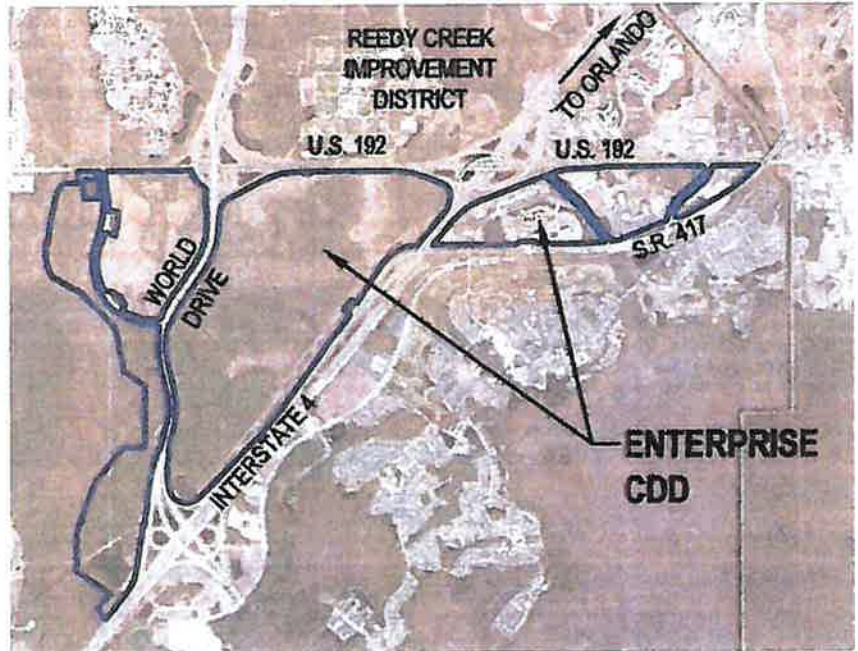 REEDY CREEK
IMPROVEMENT
DISTRICT
TO ORLANDO
U.S. 192
U.S. 192
S.R. 417
WORLD
DRIVE
INTERSTATE 4
ENTERPRISE
CDD